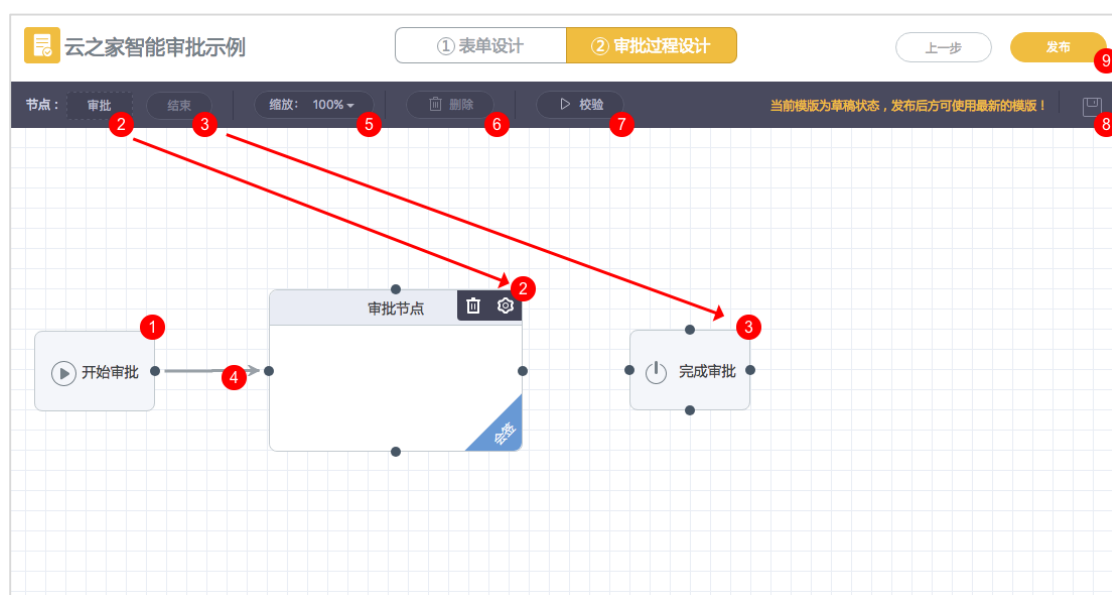 云之家智能审批示例
① 表单设计
② 审批过程设计
上一步
发布
9
节点：
审批
结束
缩放： 100%
删除
校验
当前模版为草稿状态，发布后方可使用最新的模版！
2
3
5
6
7
8
2
审批节点
1
3
开始审批
4
完成审批
会签